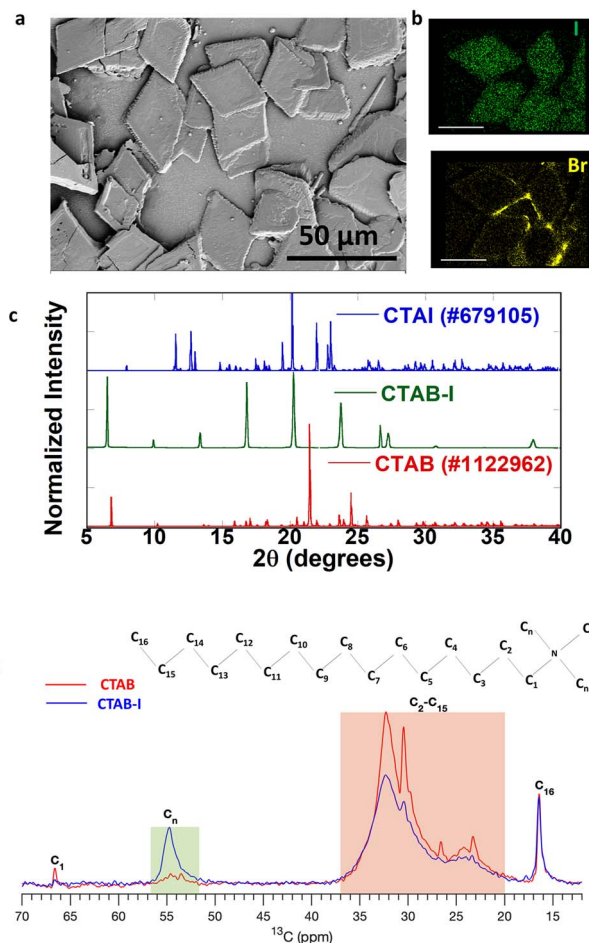 a
b
I
50 μm
Br
c
CTAI (#679105)
CTAB-I
CTAB (#1122962)
Normalized Intensity
5 10 15 20 25 30 35 40
2θ (degrees)
C16 C14 C12 C10 C8 C6 C4 C2 Cn C
N
C15 C13 C11 C9 C7 C5 C3 C1 Cn
CTAB
CTAB-I
C2-C15
Cn
C16
C1
70 65 60 55 50 45 40 35 30 25 20 15
13C (ppm)